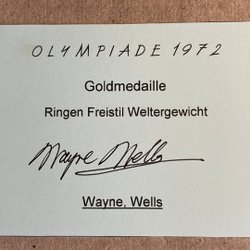 OLYMPIADE 1972
Goldmedaille
Ringen Freistil Weltergewicht
Wayne Wells
Wayne. Wells